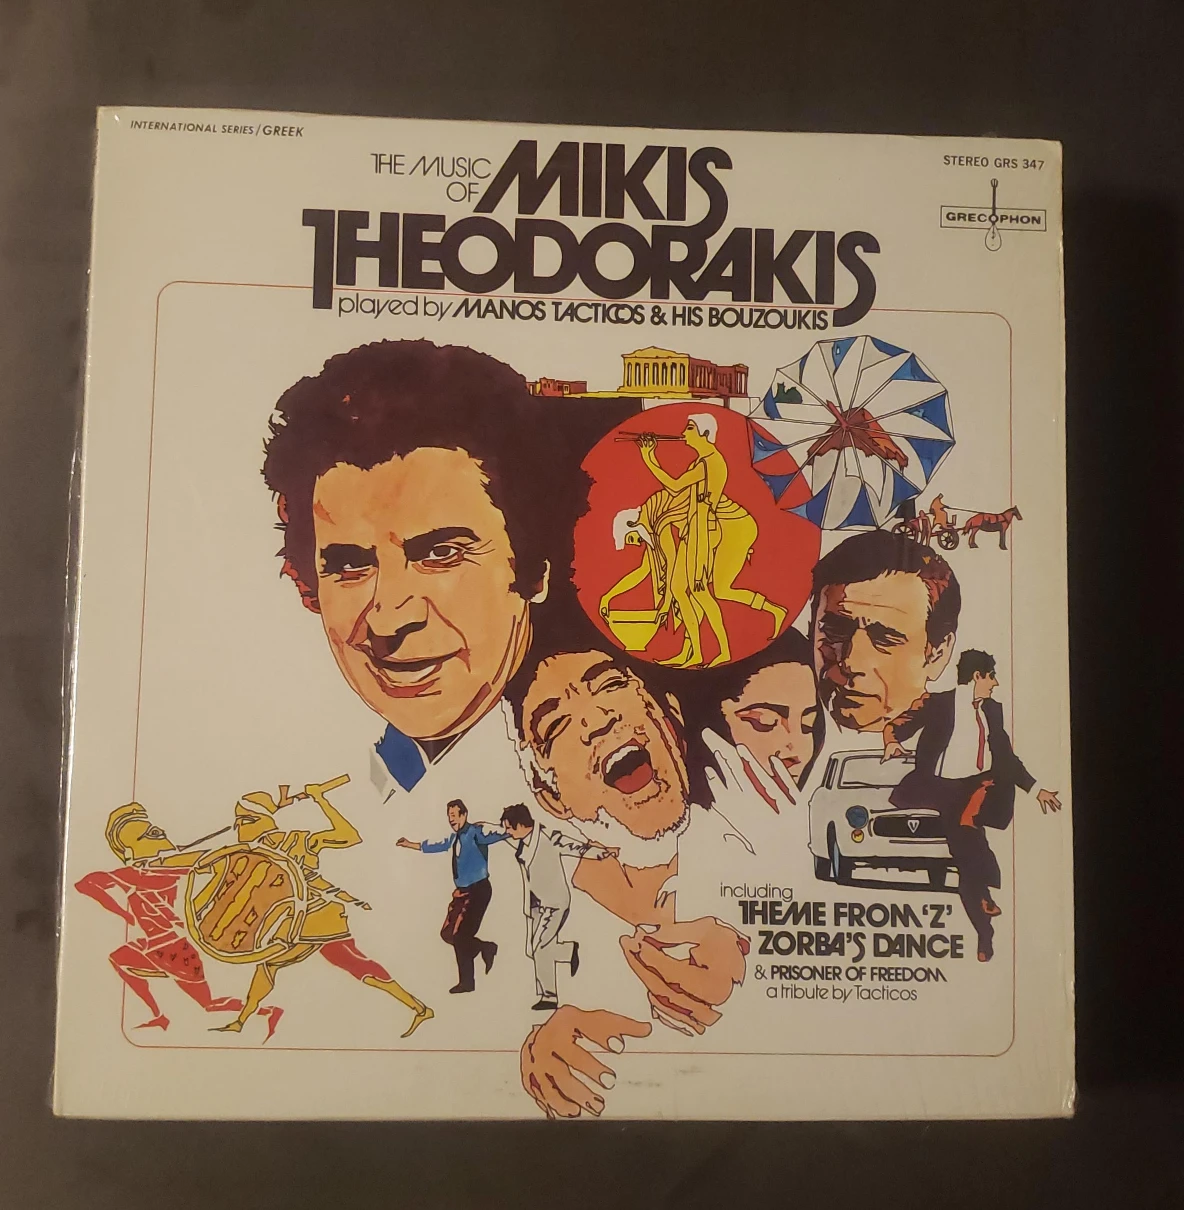 INTERNATIONAL SERIES/GREEK
STEREO GRS 347
GRECOPHON
THE MUSIC
OF MIKIS
THEODORAKIS
played by MANOS TACTICOS & HIS BOUZOUKIS
including
THEME FROM 'Z'
ZORBA'S DANCE
& PRISONER OF FREEDOM
a tribute by Tacticos